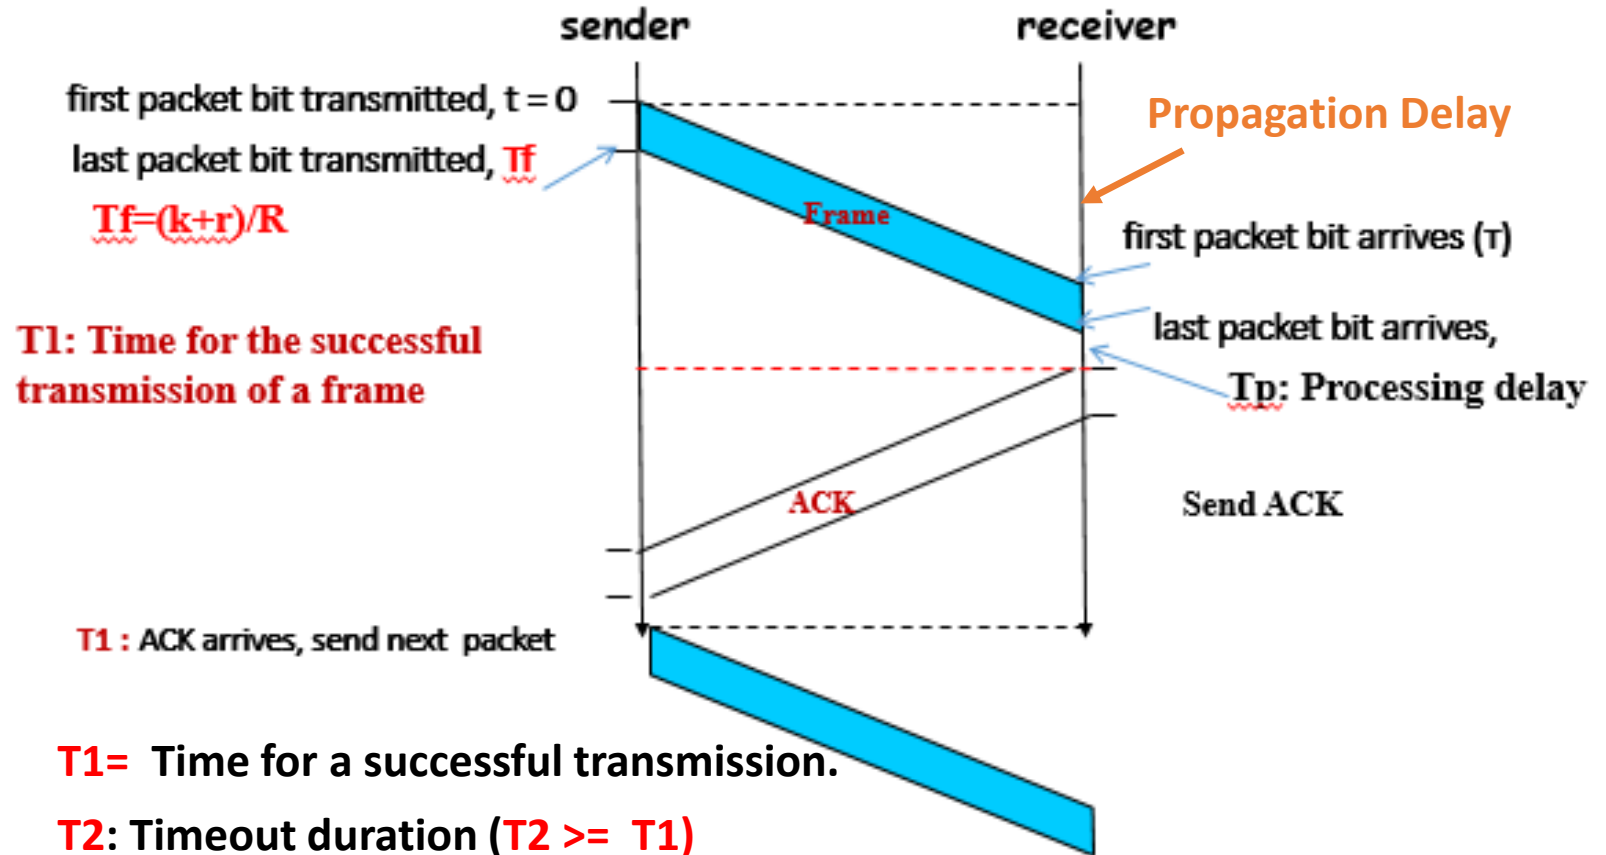 sender
receiver
first packet bit transmitted, t = 0
Propagation Delay
last packet bit transmitted, Tf
Tf=(k+r)/R
Frame
first packet bit arrives (τ)
last packet bit arrives,
T1: Time for the successful
transmission of a frame
Tp: Processing delay
ACK
Send ACK
T1 : ACK arrives, send next packet
T1= Time for a successful transmission.
T2: Timeout duration (T2 >= T1)